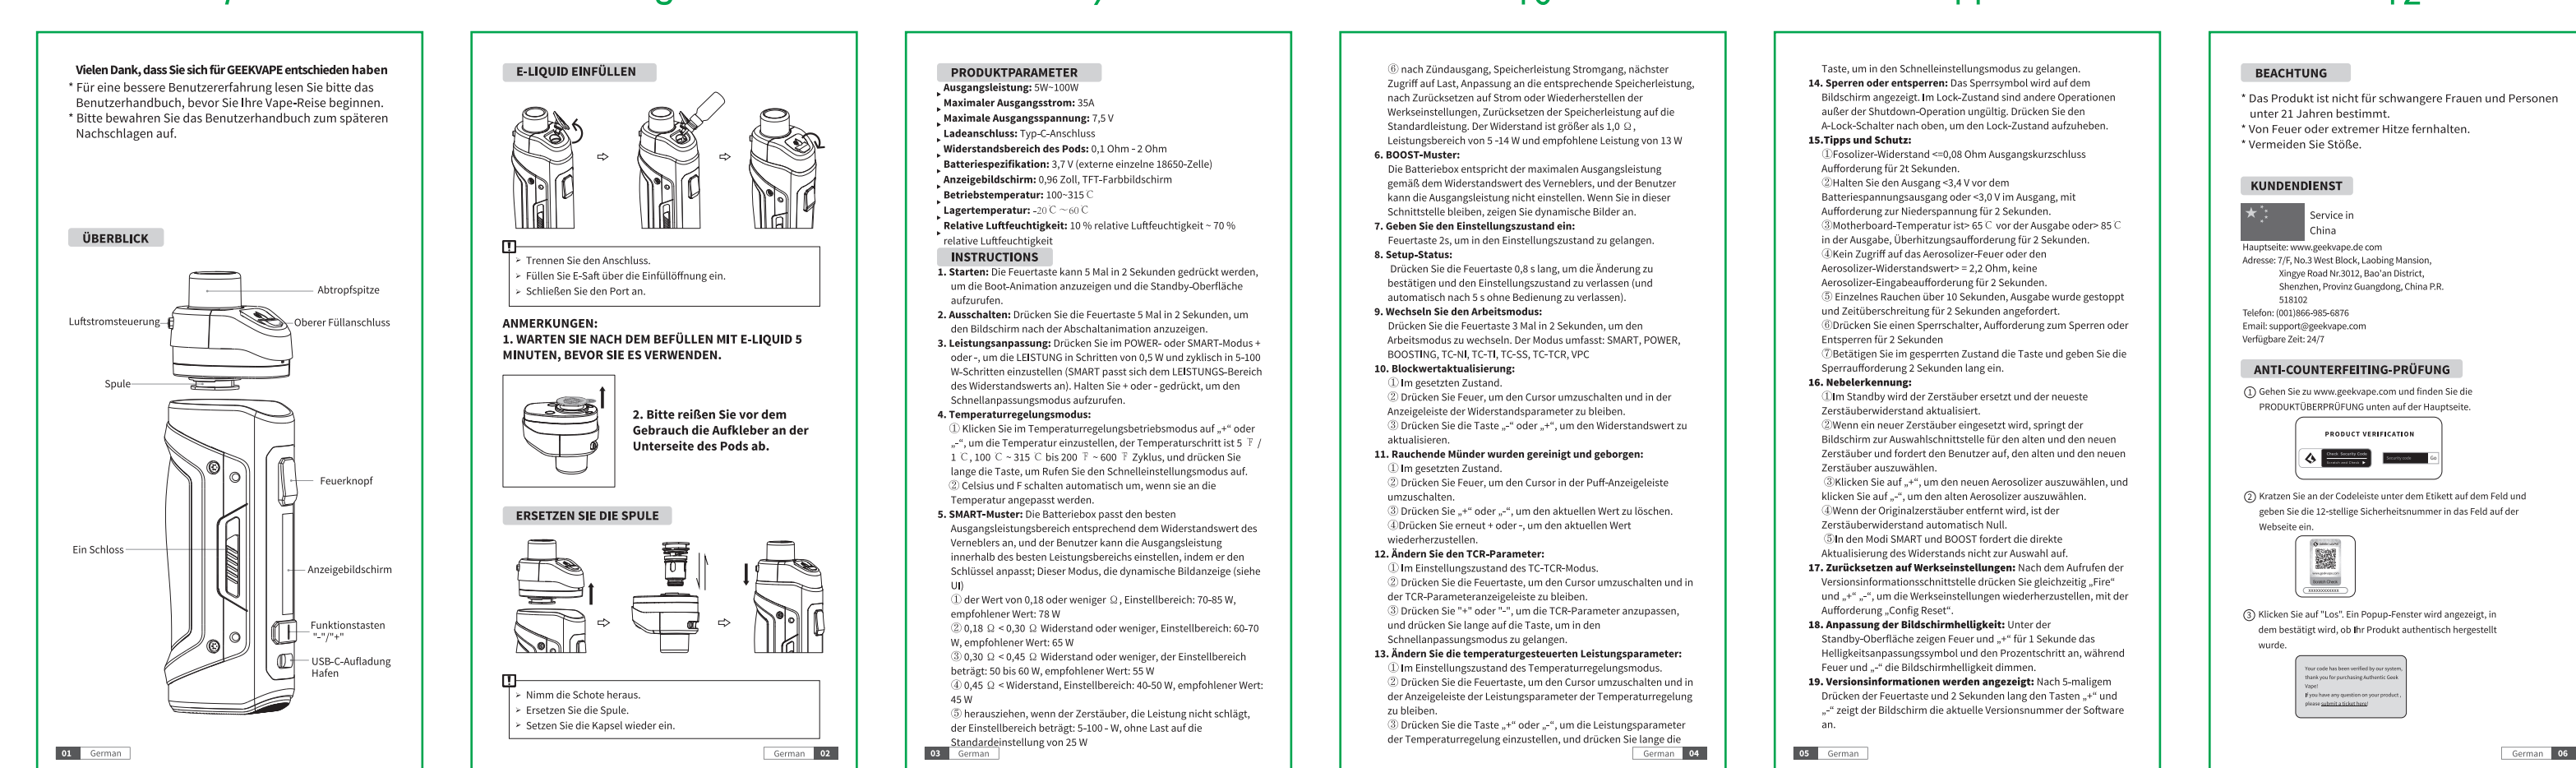 Vielen Dank, dass Sie sich für GEEKVAPE entschieden haben
* Für eine bessere Benutzererfahrung lesen Sie bitte das
Benutzerhandbuch, bevor Sie Ihre Vape-Reise beginnen.
* Bitte bewahren Sie das Benutzerhandbuch zum späteren
Nachschlagen auf.
ÜBERBLICK
Abtropfspitze
Luftstromsteuerung
Oberer Füllanschluss
Spule
Feuerknopf
Ein Schloss
Anzeigebildschirm
Funktionstasten
"-"/"+"
USB-C-Aufladung
Hafen
01 German
E-LIQUID EINFÜLLEN
➢ Trennen Sie den Anschluss.
➢ Füllen Sie E-Saft über die Einfüllöffnung ein.
➢ Schließen Sie den Port an.
ANMERKUNGEN:
1. WARTEN SIE NACH DEM BEFÜLLEN MIT E-LIQUID 5
MINUTEN, BEVOR SIE ES VERWENDEN.
2. Bitte reißen Sie vor dem
Gebrauch die Aufkleber an der
Unterseite des Pods ab.
ERSETZEN SIE DIE SPULE
➢ Nimm die Schote heraus.
➢ Ersetzen Sie die Spule.
➢ Setzen Sie die Kapsel wieder ein.
German 02
PRODUKTPARAMETER
Ausgangsleistung: 5W~100W
Maximaler Ausgangsstrom: 35A
Maximale Ausgangsspannung: 7,5 V
Ladeanschluss: Typ-C-Anschluss
Widerstandsbereich des Pods: 0,1 Ohm - 2 Ohm
Batteriespezifikation: 3,7 V (externe einzelne 18650-Zelle)
Anzeigebildschirm: 0,96 Zoll, TFT-Farbbildschirm
Betriebstemperatur: 100~315 ℃
Lagertemperatur: -20 ℃ ~ 60 ℃
Relative Luftfeuchtigkeit: 10 % relative Luftfeuchtigkeit ~ 70 %
relative Luftfeuchtigkeit
INSTRUCTIONS
1. Starten: Die Feuertaste kann 5 Mal in 2 Sekunden gedrückt werden,
um die Boot-Animation anzuzeigen und die Standby-Oberfläche
aufzurufen.
2. Ausschalten: Drücken Sie die Feuertaste 5 Mal in 2 Sekunden, um
den Bildschirm nach der Abschaltanimation anzuzeigen.
3. Leistungsanpassung: Drücken Sie im POWER- oder SMART-Modus +
oder -, um die LEISTUNG in Schritten von 0,5 W und zyklisch in 5-100
W-Schritten einzustellen (SMART passt sich dem LEISTUNGS-Bereich
des Widerstandswerts an). Halten Sie + oder - gedrückt, um den
Schnellanpassungsmodus aufzurufen.
4. Temperaturregelungsmodus:
① Klicken Sie im Temperaturregelungsbetriebsmodus auf „+“ oder
„-“, um die Temperatur einzustellen, der Temperaturschritt ist 5 ℉ /
1 ℃, 100 ℃ ~ 315 ℃ bis 200 ℉ ~ 600 ℉ Zyklus, und drücken Sie
lange die Taste, um Rufen Sie den Schnelleinstellungsmodus auf.
② Celsius und F schalten automatisch um, wenn sie an die
Temperatur angepasst werden.
5. SMART-Muster: Die Batteriebox passt den besten
Ausgangsleistungsbereich entsprechend dem Widerstandswert des
Verneblers an, und der Benutzer kann die Ausgangsleistung
innerhalb des besten Leistungsbereichs einstellen, indem er den
Schlüssel anpasst; Dieser Modus, die dynamische Bildanzeige (siehe
UI)
① der Wert von 0,18 oder weniger Ω, Einstellbereich: 70-85 W,
empfohlener Wert: 78 W
② 0,18 Ω < 0,30 Ω Widerstand oder weniger, Einstellbereich: 60-70
W, empfohlener Wert: 65 W
③ 0,30 Ω < 0,45 Ω Widerstand oder weniger, der Einstellbereich
beträgt: 50 bis 60 W, empfohlener Wert: 55 W
④ 0,45 Ω < Widerstand, Einstellbereich: 40-50 W, empfohlener Wert:
45 W
⑤ herausziehen, wenn der Zerstäuber, die Leistung nicht schlägt,
der Einstellbereich beträgt: 5-100 - W, ohne Last auf die
Standardeinstellung von 25 W
03 German
⑥ nach Zündausgang, Speicherleistung Stromgang, nächster
Zugriff auf Last, Anpassung an die entsprechende Speicherleistung,
nach Zurücksetzen auf Strom oder Wiederherstellen der
Werkseinstellungen, Zurücksetzen der Speicherleistung auf die
Standardleistung. Der Widerstand ist größer als 1,0 Ω,
Leistungsbereich von 5 -14 W und empfohlene Leistung von 13 W
6. BOOST-Muster:
Die Batteriebox entspricht der maximalen Ausgangsleistung
gemäß dem Widerstandswert des Verneblers, und der Benutzer
kann die Ausgangsleistung nicht einstellen. Wenn Sie in dieser
Schnittstelle bleiben, zeigen Sie dynamische Bilder an.
7. Geben Sie den Einstellungszustand ein:
Feuertaste 2s, um in den Einstellungszustand zu gelangen.
8. Setup-Status:
Drücken Sie die Feuertaste 0,8 s lang, um die Änderung zu
bestätigen und den Einstellungszustand zu verlassen (und
automatisch nach 5 s ohne Bedienung zu verlassen).
9. Wechseln Sie den Arbeitsmodus:
Drücken Sie die Feuertaste 3 Mal in 2 Sekunden, um den
Arbeitsmodus zu wechseln. Der Modus umfasst: SMART, POWER,
BOOSTING, TC-NI, TC-TI, TC-SS, TC-TCR, VPC
10. Blockwertaktualisierung:
① Im gesetzten Zustand.
② Drücken Sie Feuer, um den Cursor umzuschalten und in der
Anzeigeleiste der Widerstandsparameter zu bleiben.
③ Drücken Sie die Taste „-“ oder „+“, um den Widerstandswert zu
aktualisieren.
11. Rauchende Münder wurden gereinigt und geborgen:
① Im gesetzten Zustand.
② Drücken Sie Feuer, um den Cursor in der Puff-Anzeigeleiste
umzuschalten.
③ Drücken Sie „+“ oder „-“, um den aktuellen Wert zu löschen.
④Drücken Sie erneut + oder -, um den aktuellen Wert
wiederherzustellen.
12. Ändern Sie den TCR-Parameter:
① Im Einstellungszustand des TC-TCR-Modus.
② Drücken Sie die Feuertaste, um den Cursor umzuschalten und in
der TCR-Parameteranzeigeleiste zu bleiben.
③ Drücken Sie "+" oder "-", um die TCR-Parameter anzupassen,
und drücken Sie lange auf die Taste, um in den
Schnellanpassungsmodus zu gelangen.
13. Ändern Sie die temperaturgesteuerten Leistungsparameter:
① Im Einstellungszustand des Temperaturregelungsmodus.
② Drücken Sie die Feuertaste, um den Cursor umzuschalten und in
der Anzeigeleiste der Leistungsparameter der Temperaturregelung
zu bleiben.
③ Drücken Sie die Taste „+“ oder „-“, um die Leistungsparameter
der Temperaturregelung einzustellen, und drücken Sie lange die
German 04
Taste, um in den Schnelleinstellungsmodus zu gelangen.
14. Sperren oder entsperren: Das Sperrsymbol wird auf dem
Bildschirm angezeigt. Im Lock-Zustand sind andere Operationen
außer der Shutdown-Operation ungültig. Drücken Sie den
A-Lock-Schalter nach oben, um den Lock-Zustand aufzuheben.
15.Tipps und Schutz:
①Fosolizer-Widerstand <=0,08 Ohm Ausgangskurzschluss
Aufforderung für 2t Sekunden.
②Halten Sie den Ausgang <3,4 V vor dem
Batteriespannungsausgang oder <3,0 V im Ausgang, mit
Aufforderung zur Niederspannung für 2 Sekunden.
③Motherboard-Temperatur ist> 65 ℃ vor der Ausgabe oder> 85 ℃
in der Ausgabe, Überhitzungsaufforderung für 2 Sekunden.
④Kein Zugriff auf das Aerosolizer-Feuer oder den
Aerosolizer-Widerstandswert> = 2,2 Ohm, keine
Aerosolizer-Eingabeaufforderung für 2 Sekunden.
⑤ Einzelnes Rauchen über 10 Sekunden, Ausgabe wurde gestoppt
und Zeitüberschreitung für 2 Sekunden angefordert.
⑥Drücken Sie einen Sperrschalter, Aufforderung zum Sperren oder
Entsperren für 2 Sekunden
⑦Betätigen Sie im gesperrten Zustand die Taste und geben Sie die
Sperraufforderung 2 Sekunden lang ein.
16. Nebelerkennung:
①Im Standby wird der Zerstäuber ersetzt und der neueste
Zerstäuberwiderstand aktualisiert.
②Wenn ein neuer Zerstäuber eingesetzt wird, springt der
Bildschirm zur Auswahlschnittstelle für den alten und den neuen
Zerstäuber und fordert den Benutzer auf, den alten und den neuen
Zerstäuber auszuwählen.
③Klicken Sie auf „+“, um den neuen Aerosolizer auszuwählen, und
klicken Sie auf „-“, um den alten Aerosolizer auszuwählen.
④Wenn der Originalzerstäuber entfernt wird, ist der
Zerstäuberwiderstand automatisch Null.
⑤In den Modi SMART und BOOST fordert die direkte
Aktualisierung des Widerstands nicht zur Auswahl auf.
17. Zurücksetzen auf Werkseinstellungen: Nach dem Aufrufen der
Versionsinformationsschnittstelle drücken Sie gleichzeitig „Fire“
und „+“ „-“, um die Werkseinstellungen wiederherzustellen, mit der
Aufforderung „Config Reset“.
18. Anpassung der Bildschirmhelligkeit: Unter der
Standby-Oberfläche zeigen Feuer und „+“ für 1 Sekunde das
Helligkeitsanpassungssymbol und den Prozentschritt an, während
Feuer und „-“ die Bildschirmhelligkeit dimmen.
19. Versionsinformationen werden angezeigt: Nach 5-maligem
Drücken der Feuertaste und 2 Sekunden lang den Tasten „+“ und
„-“ zeigt der Bildschirm die aktuelle Versionsnummer der Software
an.
05 German
BEACHTUNG
* Das Produkt ist nicht für schwangere Frauen und Personen
unter 21 Jahren bestimmt.
* Von Feuer oder extremer Hitze fernhalten.
* Vermeiden Sie Stöße.
KUNDENDIENST
Service in
China
Hauptseite: www.geekvape.de com
Adresse: 7/F, No.3 West Block, Laobing Mansion,
Xingye Road Nr.3012, Bao'an District,
Shenzhen, Provinz Guangdong, China P.R.
518102
Telefon: (001)866-985-6876
Email: support@geekvape.com
Verfügbare Zeit: 24/7
ANTI-COUNTERFEITING-PRÜFUNG
① Gehen Sie zu www.geekvape.com und finden Sie die
PRODUKTÜBERPRÜFUNG unten auf der Hauptseite.
PRODUCT VERIFICATION
Check Security Code
Security code Go
② Kratzen Sie an der Codeleiste unter dem Etikett auf dem Feld und
geben Sie die 12-stellige Sicherheitsnummer in das Feld auf der
Webseite ein.
③ Klicken Sie auf "Los". Ein Popup-Fenster wird angezeigt, in
dem bestätigt wird, ob Ihr Produkt authentisch hergestellt
wurde.
Your code has been verified by our system,
thank you for purchasing Authentic Geek
Vape!
If you have any question on your product ,
please submit a ticket here!
German 06